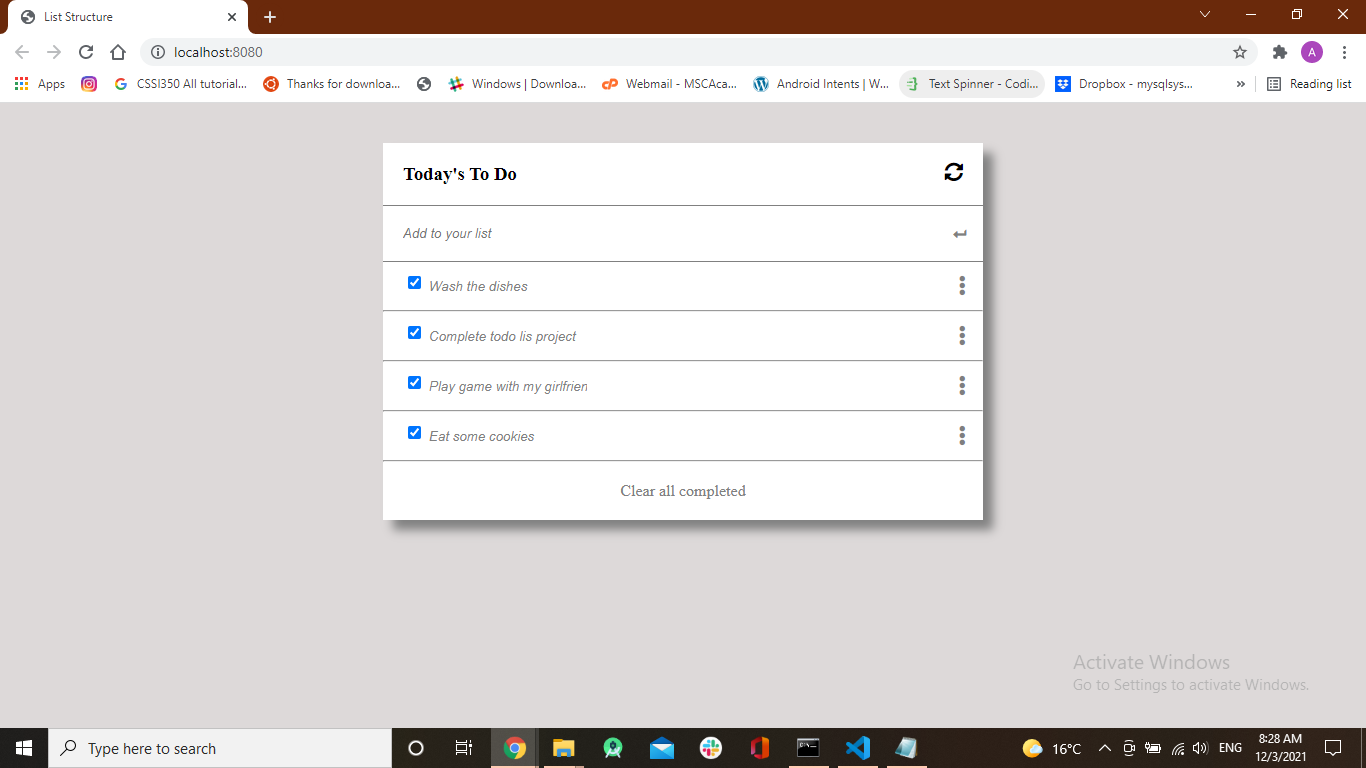 List Structure
localhost:8080
A
Apps
CSSI350 All tutorial...
Thanks for downloa...
Windows | Downloa...
Webmail - MSCAca...
Android Intents | W...
Text Spinner - Codi...
Dropbox - mysqlsys...
»
Reading list
Today's To Do
Add to your list
Wash the dishes
Complete todo lis project
Play game with my girlfrien
Eat some cookies
Clear all completed
Activate Windows
Go to Settings to activate Windows.
Type here to search
16°C
ENG
8:28 AM
12/3/2021